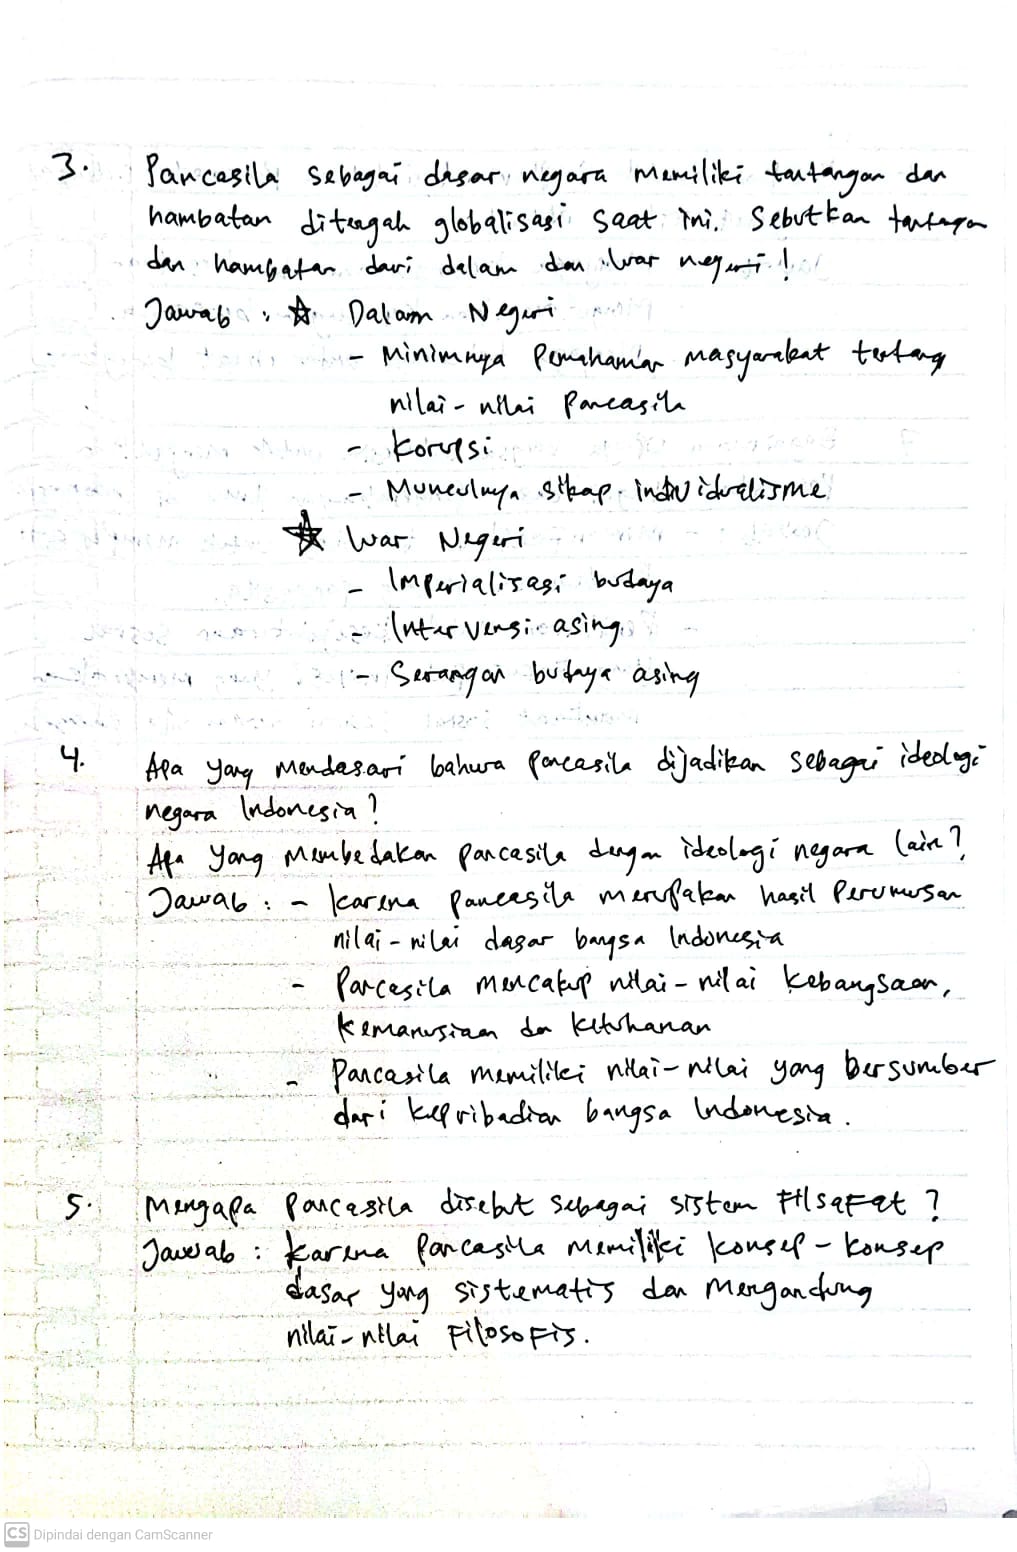 3. Pancasila sebagai dasar negara memiliki tantangan dan
hambatan ditengah globalisasi saat ini. Sebutkan tantangan
dan hambatan dari dalam dan luar negeri!
Jawab : ☆ Dalam Negeri
- Minimnya Pemahaman masyarakat tentang
nilai-nilai Pancasila
- Korupsi
- Munculnya sikap individualisme
☆ luar Negeri
- Imperialisasi budaya
- Intervensi asing
- Serangan budaya asing
4. Apa yang mendasari bahwa pancasila dijadikan sebagai ideologi
negara Indonesia?
Apa yang membedakan pancasila dengan ideologi negara lain?
Jawab : - karena pancasila merupakan hasil perumusan
nilai-nilai dasar bangsa Indonesia
- Pancasila mencakup nilai-nilai kebangsaan,
kemanusiaan dan ketuhanan
- Pancasila memiliki nilai-nilai yang bersumber
dari kepribadian bangsa Indonesia.
5. Mengapa Pancasila disebut sebagai sistem Filsafat?
Jawab : karena Pancasila memiliki konsep-konsep
dasar yang sistematis dan mengandung
nilai-nilai Filosofis.
CS Dipindai dengan CamScanner